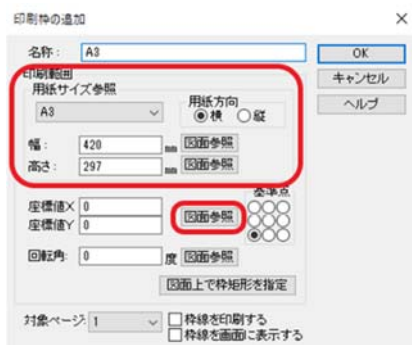 印刷枠の追加
名称: A3
OK
キャンセル
ヘルプ
印刷範囲
用紙サイズ参照
A3
用紙方向
横 縦
幅: 420 mm 図面参照
高さ: 297 mm 図面参照
座標値X 0
座標値Y 0
図面参照
基準点
回転角: 0 度 図面参照
図面上で枠矩形を指定
対象ページ: 1
枠線を印刷する
枠線を画面に表示する